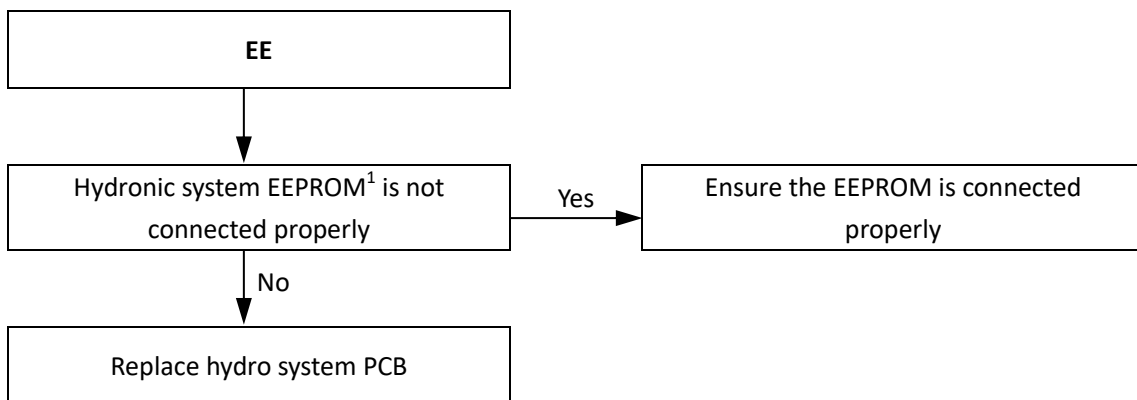 EE
Hydronic system EEPROM¹ is not
connected properly
Yes
Ensure the EEPROM is connected
properly
No
Replace hydro system PCB